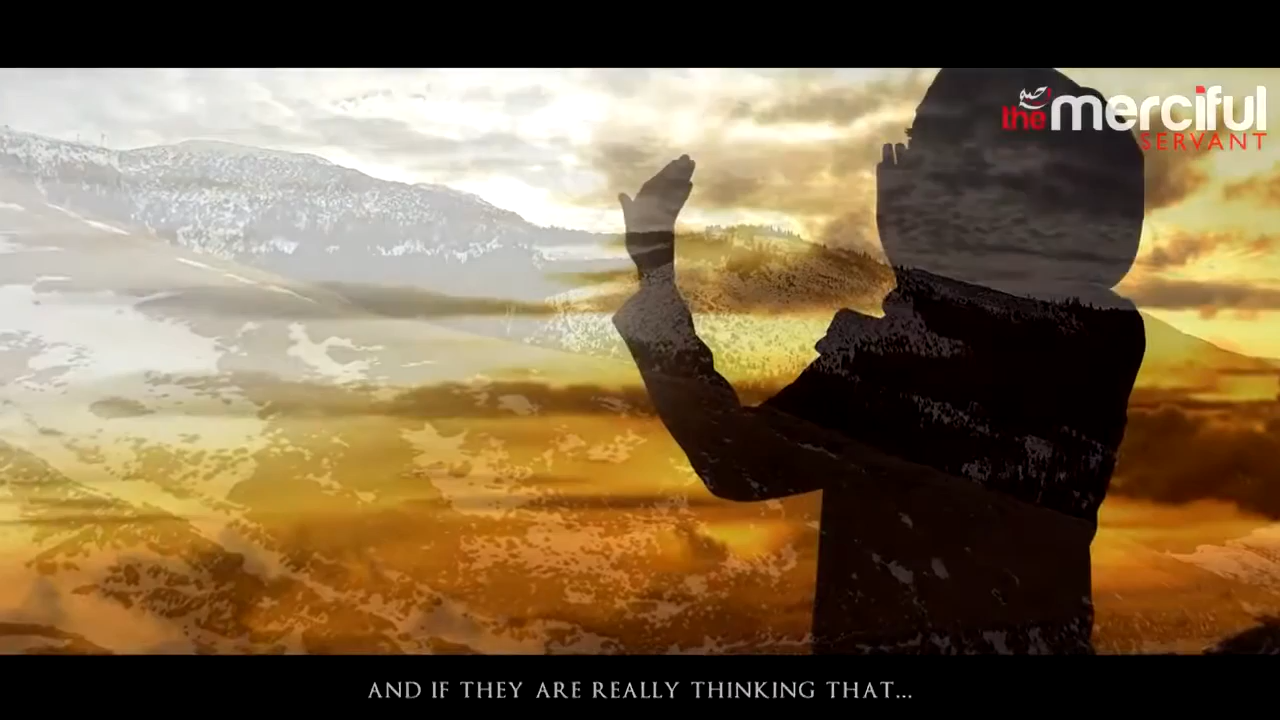 the merciful
SERVANT
AND IF THEY ARE REALLY THINKING THAT...